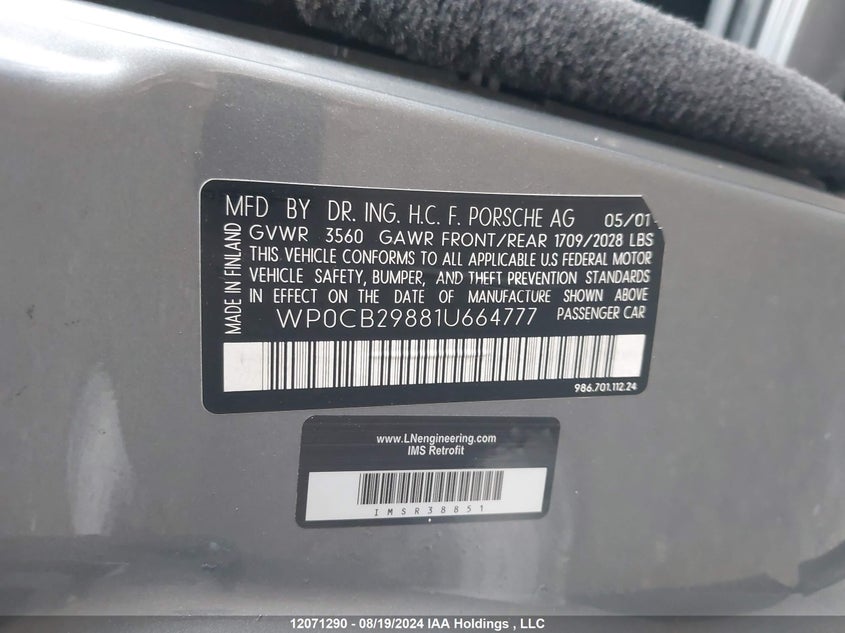 MFD BY DR. ING. H.C. F. PORSCHE AG 05/01
MADE IN FINLAND
GVWR 3560 GAWR FRONT/REAR 1709/2028 LBS
THIS VEHICLE CONFORMS TO ALL APPLICABLE U.S FEDERAL MOTOR
VEHICLE SAFETY, BUMPER, AND THEFT PREVENTION STANDARDS
IN EFFECT ON THE DATE OF MANUFACTURE SHOWN ABOVE
WP0CB29881U664777 PASSENGER CAR
986.701.112.24
www.LNengineering.com
IMS Retrofit
IMSR38851
12071290 - 08/19/2024 IAA Holdings , LLC